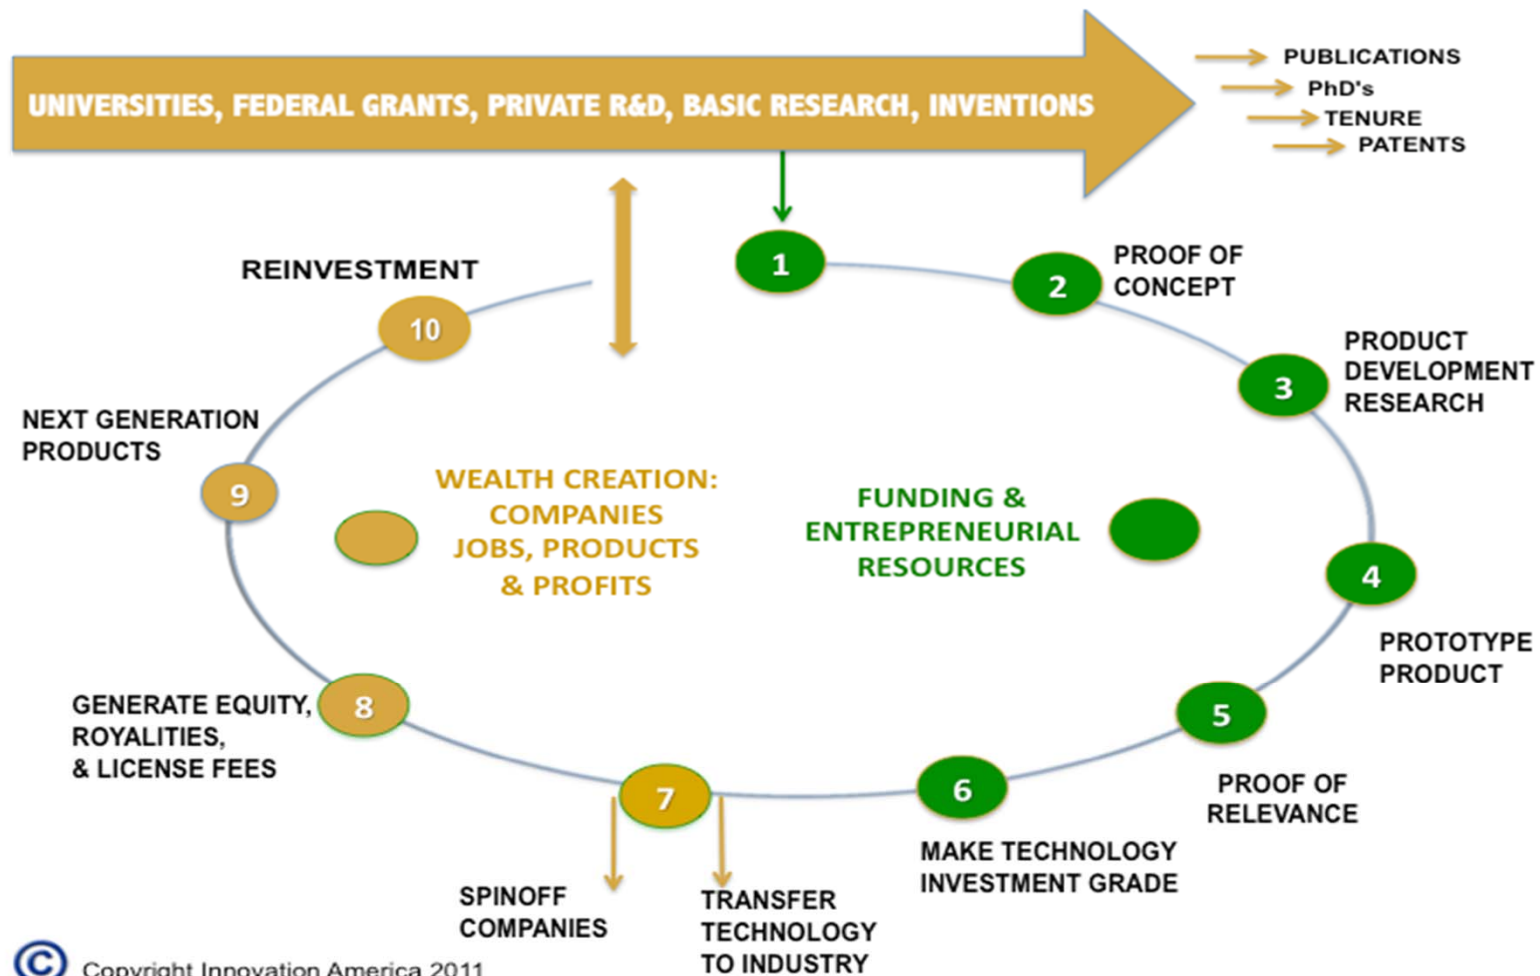 UNIVERSITIES, FEDERAL GRANTS, PRIVATE R&D, BASIC RESEARCH, INVENTIONS
PUBLICATIONS
PhD's
TENURE
PATENTS
1
2
PROOF OF
CONCEPT
3
PRODUCT
DEVELOPMENT
RESEARCH
4
PROTOTYPE
PRODUCT
5
PROOF OF
RELEVANCE
6
MAKE TECHNOLOGY
INVESTMENT GRADE
7
SPINOFF
COMPANIES
TRANSFER
TECHNOLOGY
TO INDUSTRY
8
GENERATE EQUITY,
ROYALITIES,
& LICENSE FEES
9
NEXT GENERATION
PRODUCTS
10
REINVESTMENT
WEALTH CREATION:
COMPANIES
JOBS, PRODUCTS
& PROFITS
FUNDING &
ENTREPRENEURIAL
RESOURCES
© Copyright Innovation America 2011